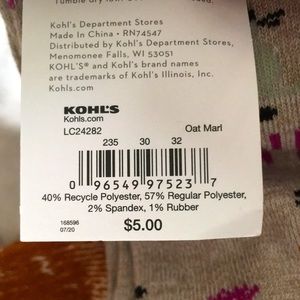 Kohl's Department Stores
Made In China • RN74547
Distributed by Kohl's Department Stores,
Menomonee Falls, WI 53051
KOHL'S® and Kohl's brand names
are trademarks of Kohl's Illinois, Inc.
Kohls.com
KOHL'S
Kohls.com
LC24282 Oat Marl
235 30 32
0 96549 97523 7
40% Recycle Polyester, 57% Regular Polyester,
2% Spandex, 1% Rubber
168596
07/20
$5.00